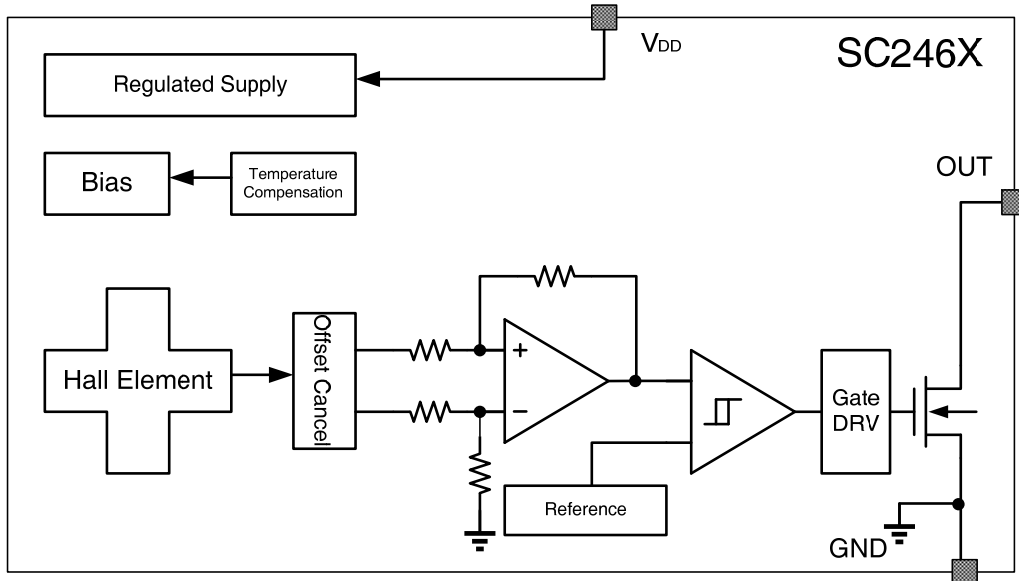 VDD
SC246X
Regulated Supply
Bias
Temperature
Compensation
OUT
Hall Element
Offset Cancel
+
−
Gate
DRV
Reference
GND